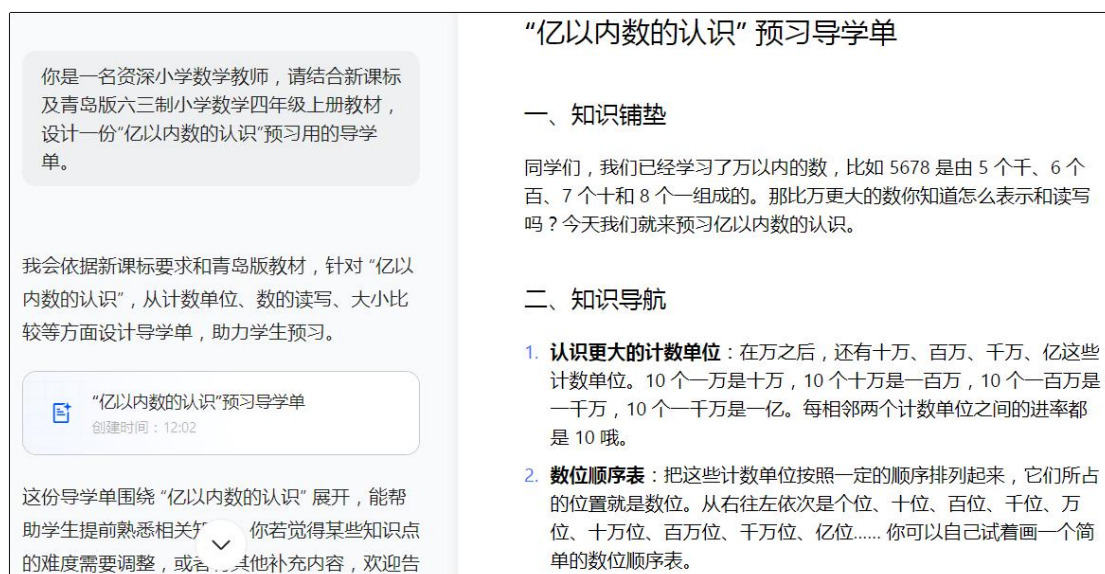 你是一名资深小学数学教师，请结合新课标
及青岛版六三制小学数学四年级上册教材，
设计一份“亿以内数的认识”预习用的导学
单。
我会依据新课标要求和青岛版教材，针对 “亿以
内数的认识”，从计数单位、数的读写、大小比
较等方面设计导学单，助力学生预习。
“亿以内数的认识”预习导学单
创建时间：12:02
这份导学单围绕 “亿以内数的认识” 展开，能帮
助学生提前熟悉相关 你若觉得某些知识点
的难度需要调整，或 其他补充内容，欢迎告
“亿以内数的认识” 预习导学单
一、知识铺垫
同学们，我们已经学习了万以内的数，比如 5678 是由 5 个千、6 个
百、7 个十和 8 个一组成的。那比万更大的数你知道怎么表示和读写
吗？今天我们就来预习亿以内数的认识。
二、知识导航
1. 认识更大的计数单位：在万之后，还有十万、百万、千万、亿这些
计数单位。10 个一万是十万，10 个十万是一百万，10 个一百万是
一千万，10 个一千万是一亿。每相邻两个计数单位之间的进率都
是 10 哦。
2. 数位顺序表：把这些计数单位按照一定的顺序排列起来，它们所占
的位置就是数位。从右往左依次是个位、十位、百位、千位、万
位、十万位、百万位、千万位、亿位...... 你可以自己试着画一个简
单的数位顺序表。